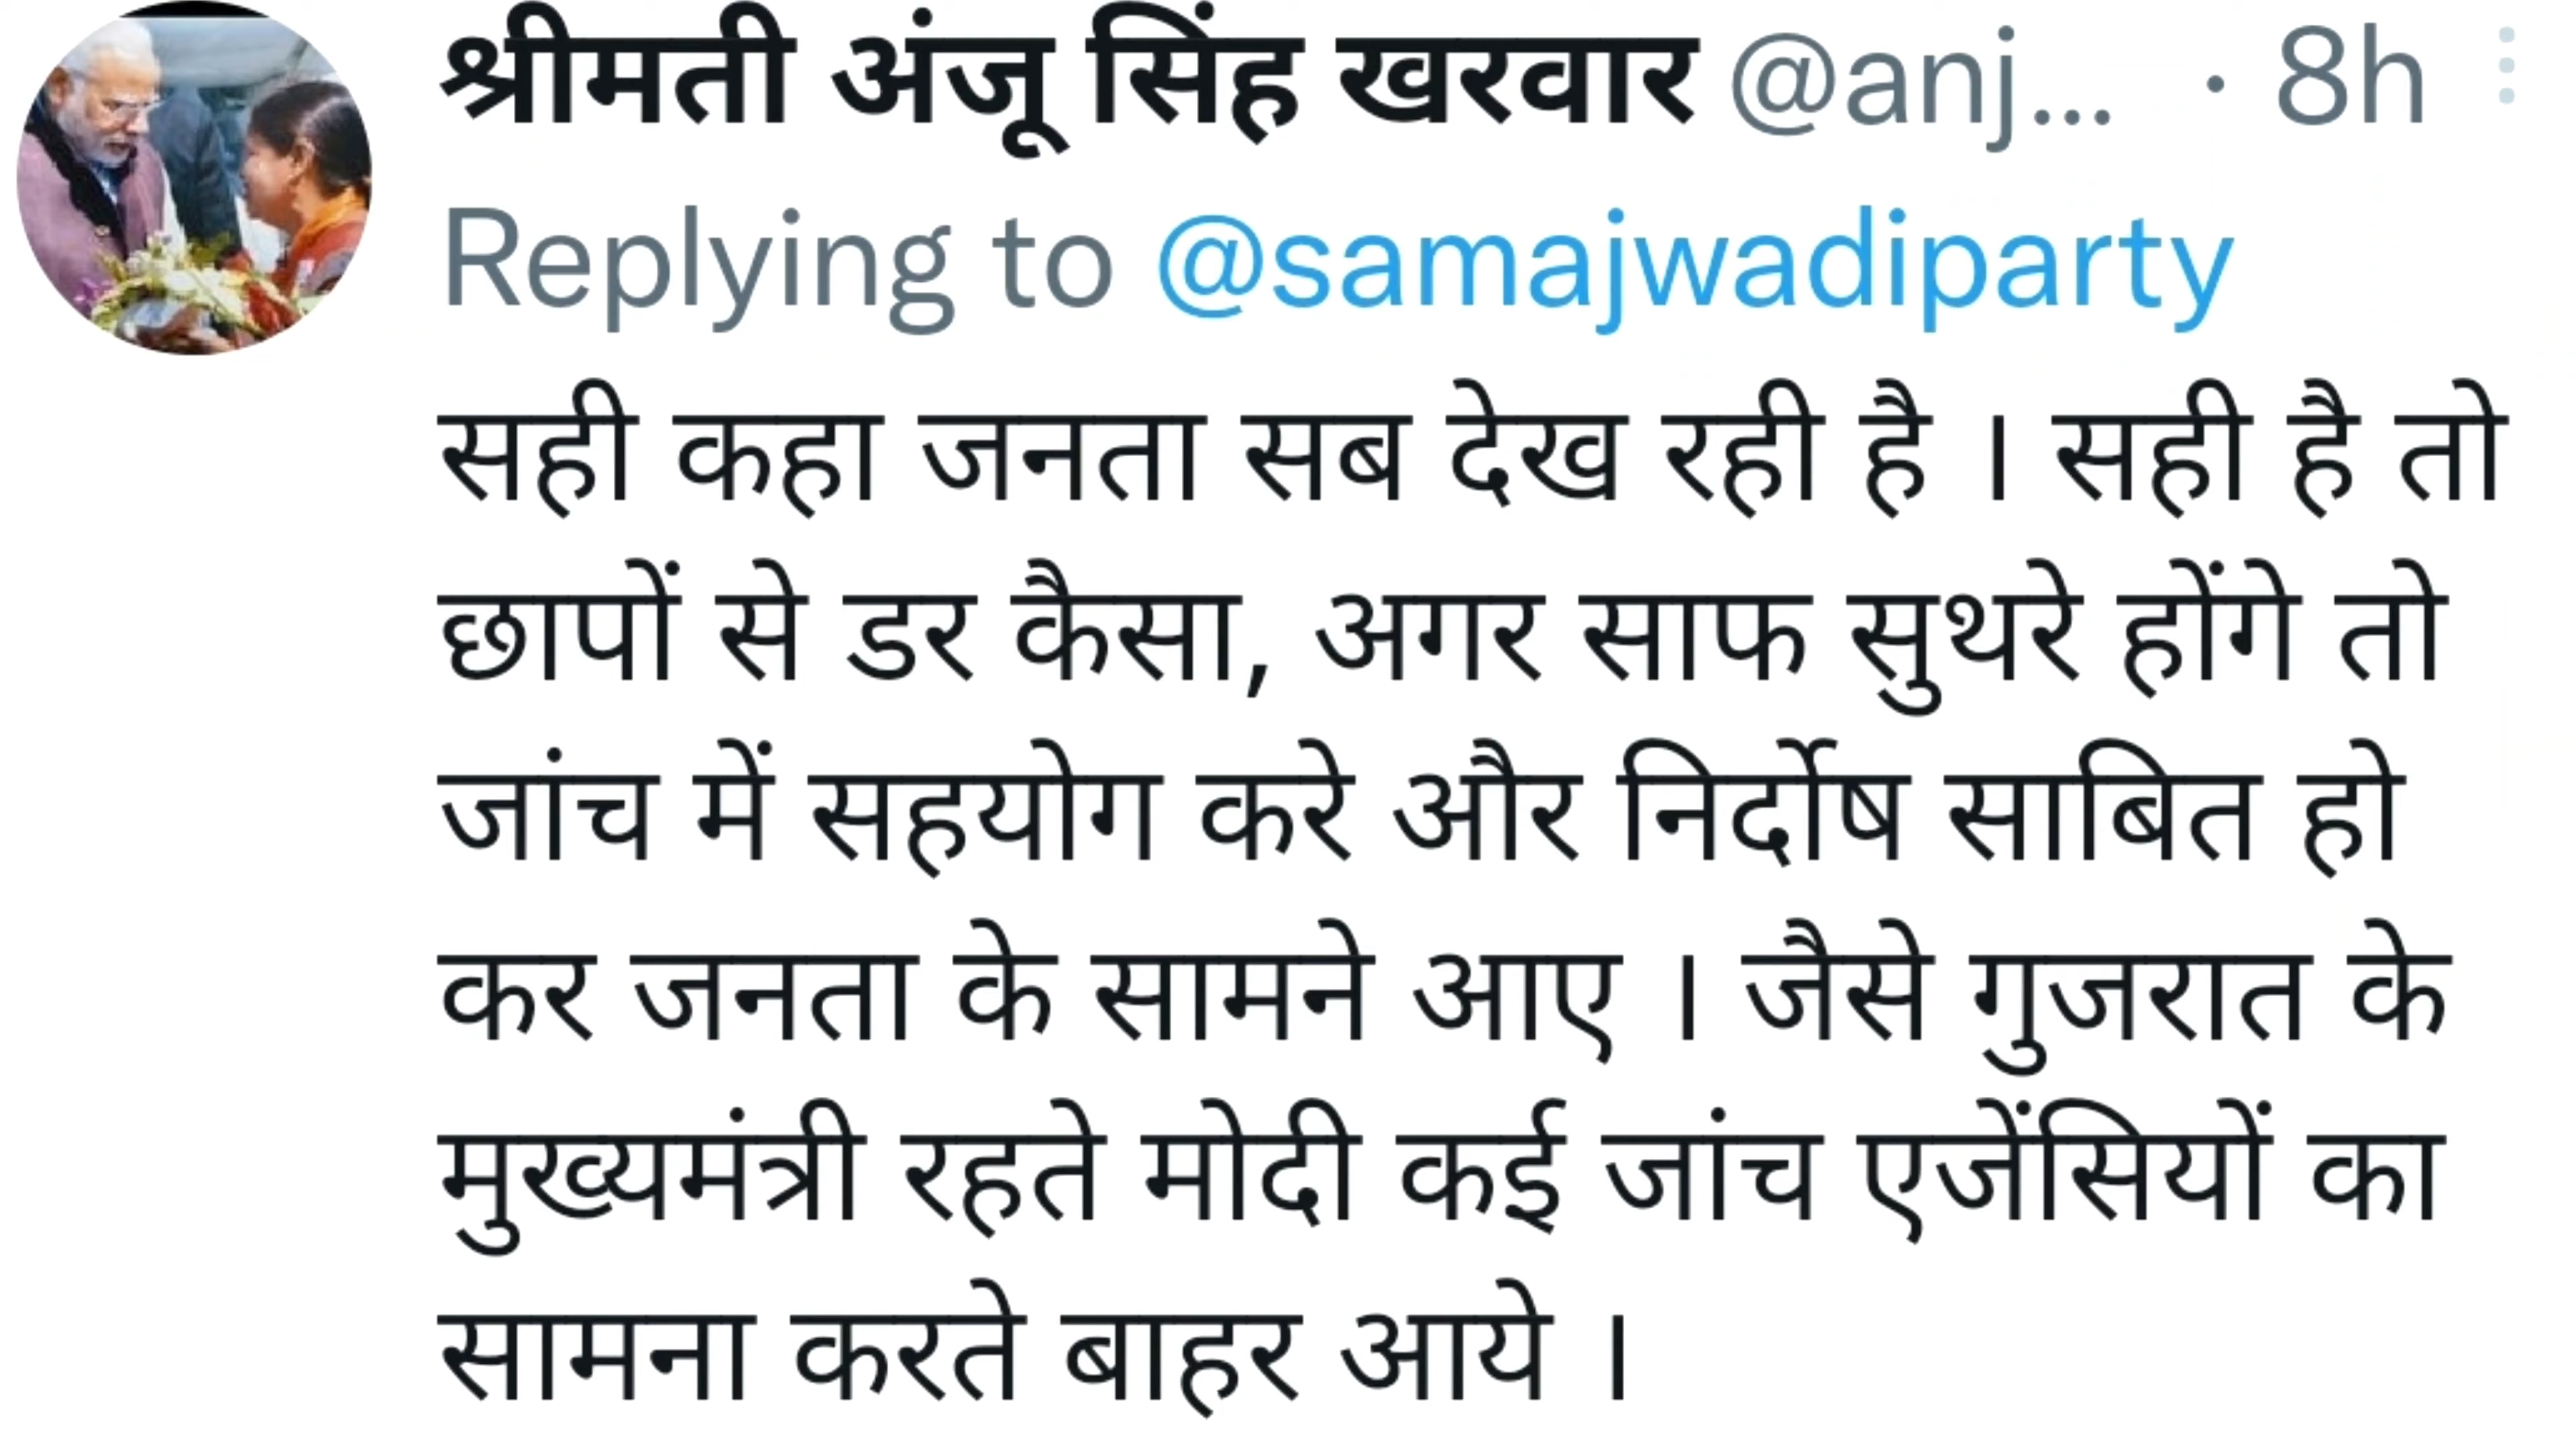 श्रीमती अंजू सिंह खरवार @anj... · 8h
Replying to @samajwadiparty
सही कहा जनता सब देख रही है । सही है तो
छापों से डर कैसा, अगर साफ सुथरे होंगे तो
जांच में सहयोग करे और निर्दोष साबित हो
कर जनता के सामने आए । जैसे गुजरात के
मुख्यमंत्री रहते मोदी कई जांच एजेंसियों का
सामना करते बाहर आये ।